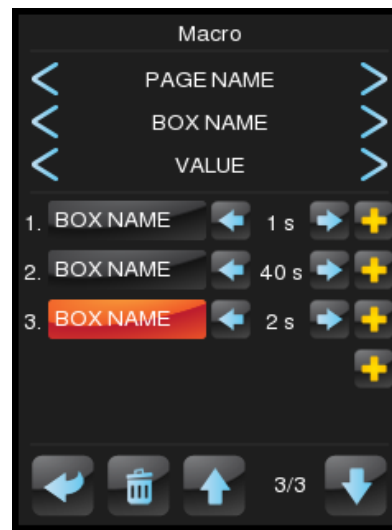 Macro
PAGE NAME
BOX NAME
VALUE
1. BOX NAME 1 s
2. BOX NAME 40 s
3. BOX NAME 2 s
3/3